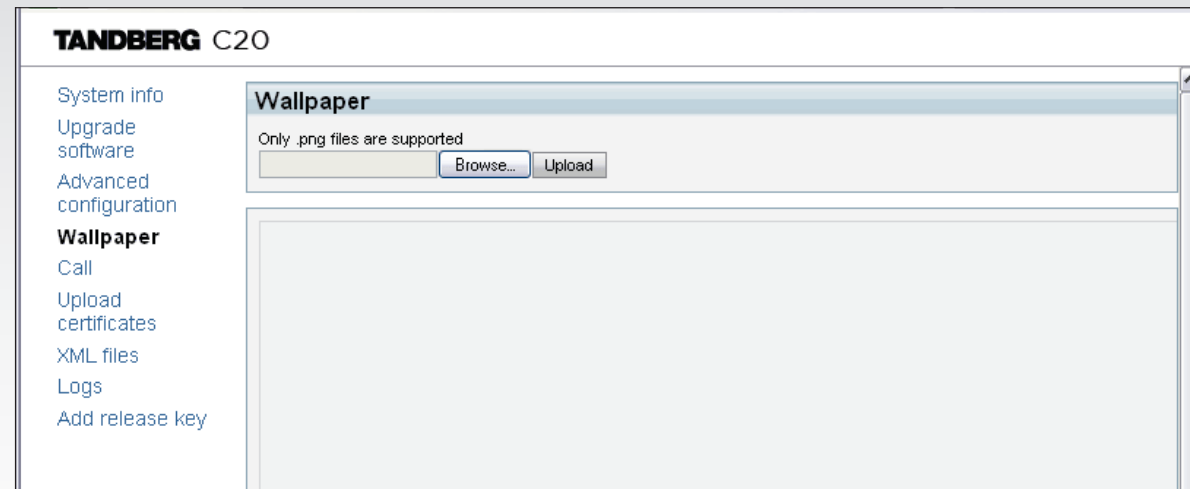 TANDBERG C20
System info
Upgrade
software
Advanced
configuration
Wallpaper
Call
Upload
certificates
XML files
Logs
Add release key
Wallpaper
Only .png files are supported
Browse... Upload